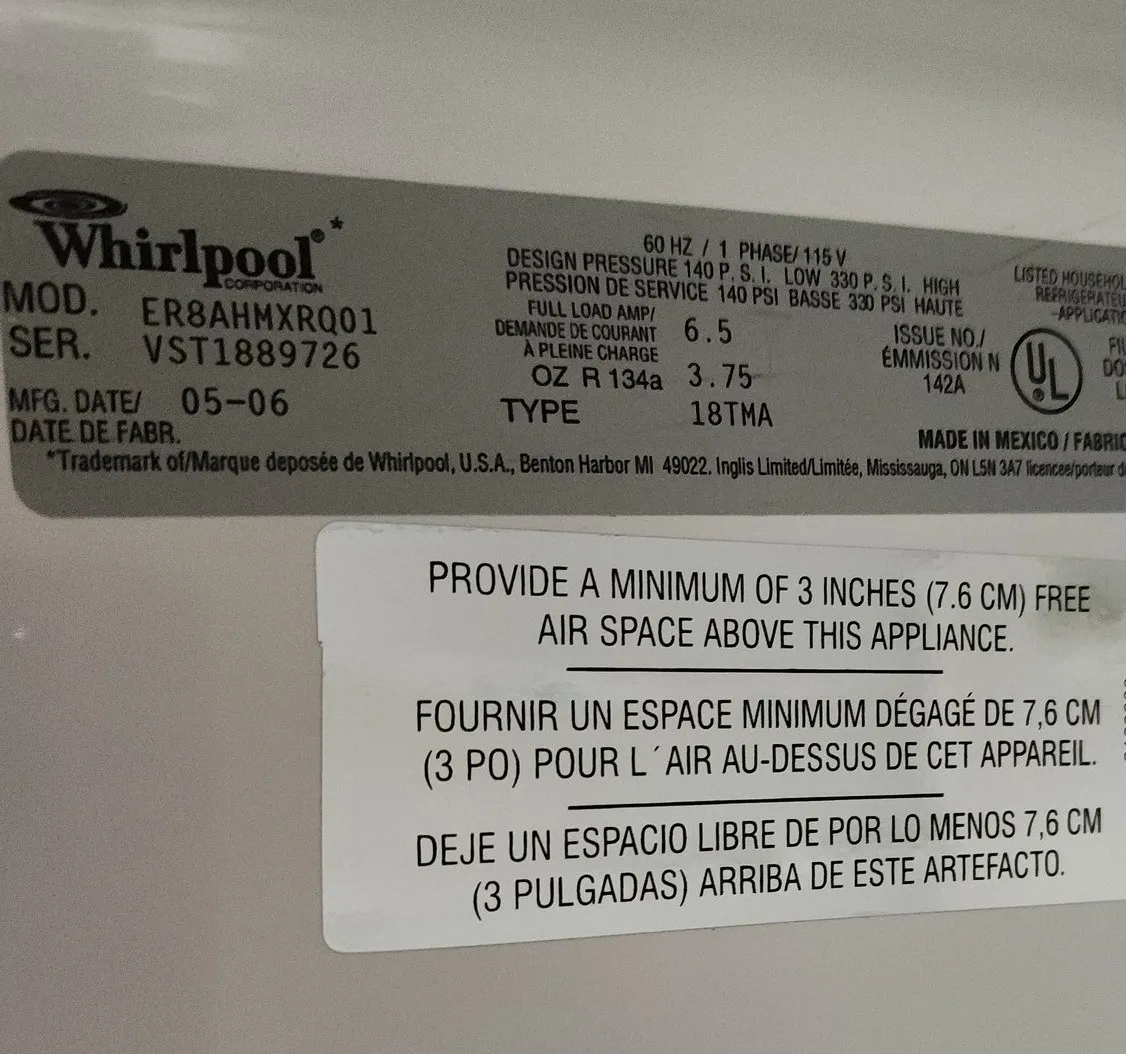 Whirlpool®*
CORPORATION
MOD. ER8AHMXRQ01
SER. VST1889726
MFG. DATE/ 05-06
DATE DE FABR.
60 HZ / 1 PHASE/ 115 V
DESIGN PRESSURE 140 P. S. I. LOW 330 P. S. I. HIGH
PRESSION DE SERVICE 140 PSI BASSE 330 PSI HAUTE
FULL LOAD AMP/
DEMANDE DE COURANT 6.5
À PLEINE CHARGE
OZ R 134a 3.75
TYPE 18TMA
ISSUE NO./
ÉMMISSION N
142A
LISTED HOUSEHOL
REFRIGERATE
-APPLICATIO
UL®
MADE IN MEXICO / FABRIC
*Trademark of/Marque deposée de Whirlpool, U.S.A., Benton Harbor MI 49022. Inglis Limited/Limitée, Mississauga, ON L5N 3A7 licencee/porteur d
PROVIDE A MINIMUM OF 3 INCHES (7.6 CM) FREE
AIR SPACE ABOVE THIS APPLIANCE.
FOURNIR UN ESPACE MINIMUM DÉGAGÉ DE 7,6 CM
(3 PO) POUR L´AIR AU-DESSUS DE CET APPAREIL.
DEJE UN ESPACIO LIBRE DE POR LO MENOS 7,6 CM
(3 PULGADAS) ARRIBA DE ESTE ARTEFACTO.